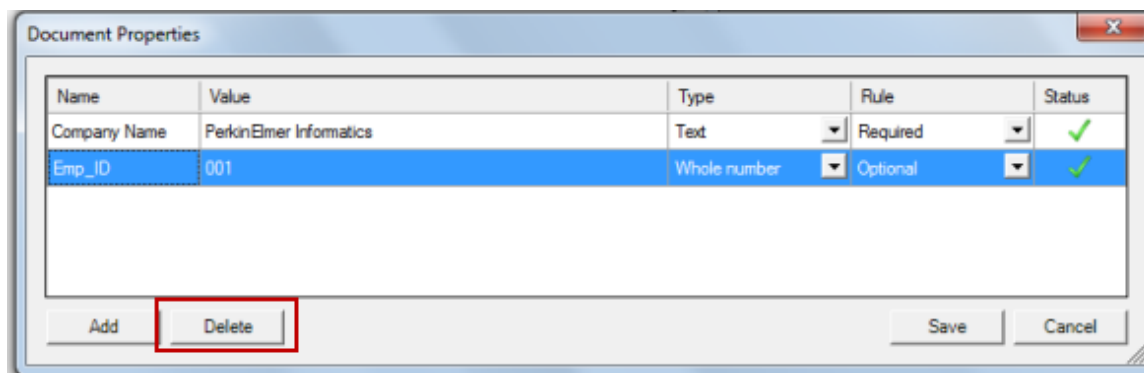 Document Properties
Name Value Type Rule Status
Company Name PerkinElmer Informatics Text Required
Emp_ID 001 Whole number Optional
Add Delete Save Cancel